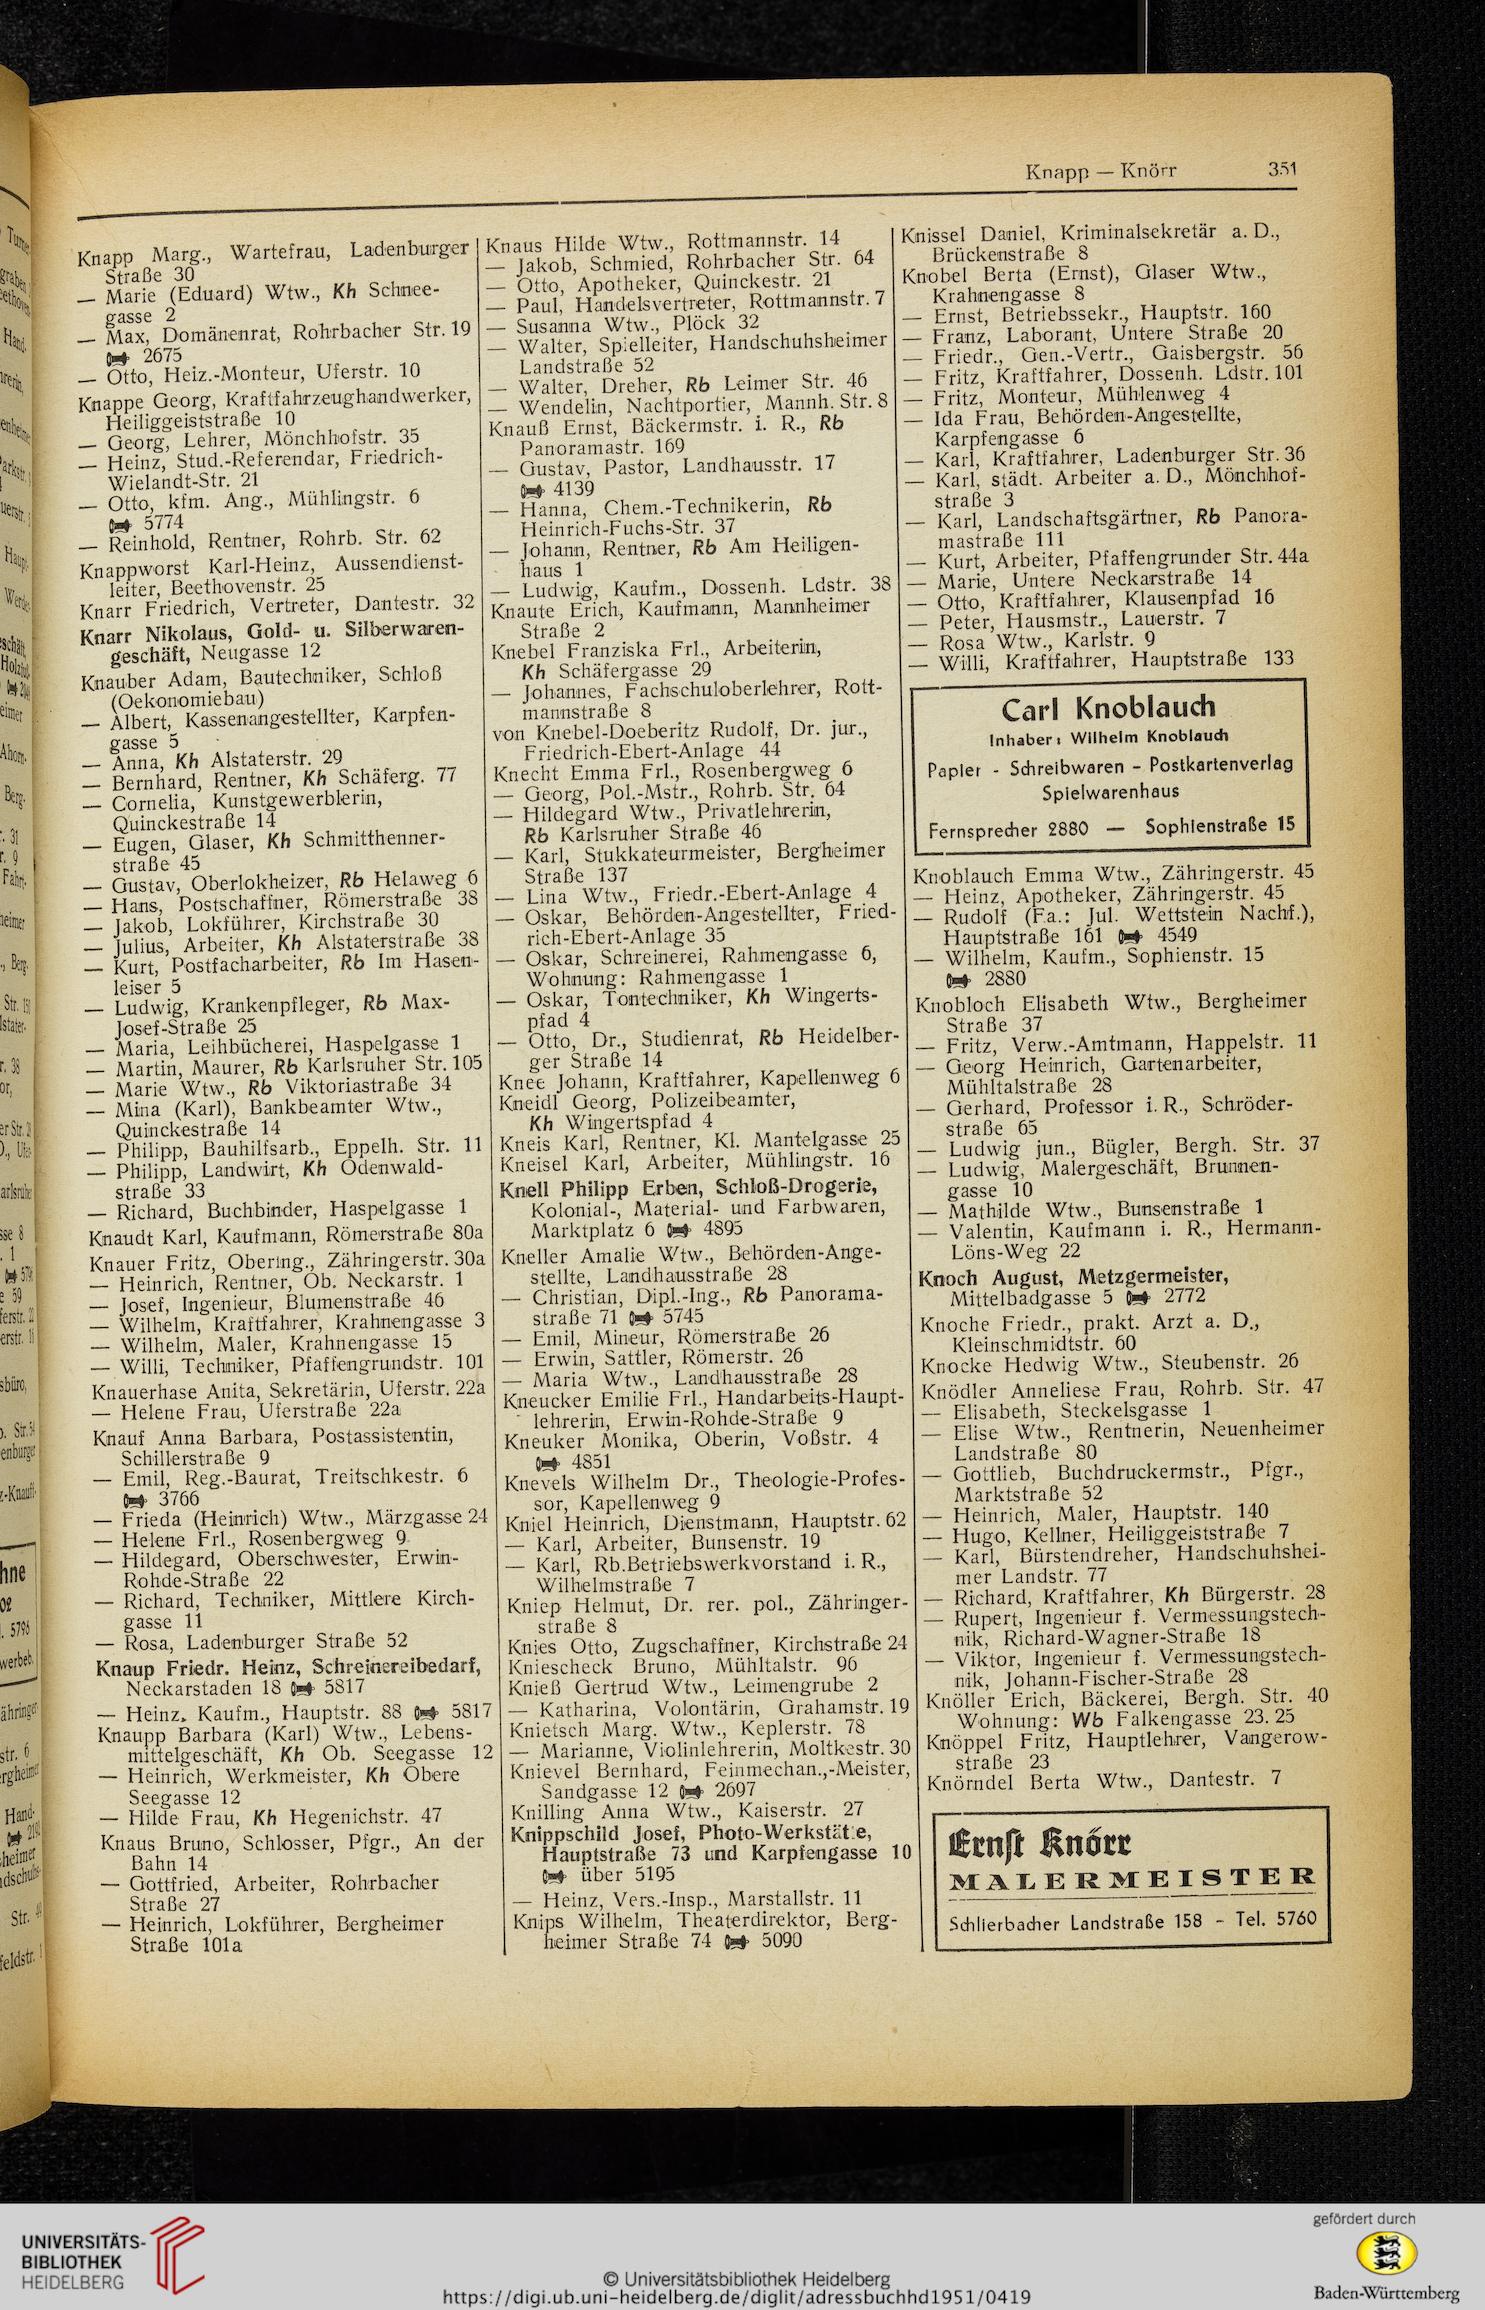 Knapp — Knörr 351
Knapp Marg., Wartefrau, Ladenburger
Straße 30
— Marie (Eduard) Wtw., Kh Schnee-
gasse 2
— Max, Domänenrat, Rohrbacher Str. 19
2675
— Otto, Heiz.-Monteur, Uferstr. 10
Knappe Georg, Kraftfahrzeughandwerker,
Heiliggeiststraße 10
— Georg, Lehrer, Mönchhofstr. 35
— Heinz, Stud.-Referendar, Friedrich-
Wielandt-Str. 21
— Otto, kfm. Ang., Mühlingstr. 6
5774
— Reinhold, Rentner, Rohrb. Str. 62
Knappworst Karl-Heinz, Aussendienst-
leiter, Beethovenstr. 25
Knarr Friedrich, Vertreter, Dantestr. 32
Knarr Nikolaus, Gold- u. Silberwaren-
geschäft, Neugasse 12
Knauber Adam, Bautechniker, Schloß
(Oekonomiebau)
— Albert, Kassenangestellter, Karpfen-
gasse 5
— Anna, Kh Alstaterstr. 29
— Bernhard, Rentner, Kh Schäferg. 77
— Cornelia, Kunstgewerblerin,
Quinckestraße 14
— Eugen, Glaser, Kh Schmitthenner-
straße 45
— Gustav, Oberlokheizer, Rb Helaweg 6
— Hans, Postschaffner, Römerstraße 38
— Jakob, Lokführer, Kirchstraße 30
— Julius, Arbeiter, Kh Alstaterstraße 38
— Kurt, Postfacharbeiter, Rb Im Hasen-
leiser 5
— Ludwig, Krankenpfleger, Rb Max-
Josef-Straße 25
— Maria, Leihbücherei, Haspelgasse 1
— Martin, Maurer, Rb Karlsruher Str. 105
— Marie Wtw., Rb Viktoriastraße 34
— Mina (Karl), Bankbeamter Wtw.,
Quinckestraße 14
— Philipp, Bauhilfsarb., Eppelh. Str. 11
— Philipp, Landwirt, Kh Odenwald-
straße 33
— Richard, Buchbinder, Haspelgasse 1
Knaudt Karl, Kaufmann, Römerstraße 80a
Knauer Fritz, Obering., Zähringerstr. 30a
— Heinrich, Rentner, Ob. Neckarstr. 1
— Josef, Ingenieur, Blumenstraße 46
— Wilhelm, Kraftfahrer, Krahnengasse 3
— Wilhelm, Maler, Krahnengasse 15
— Willi, Techniker, Pfaffengrundstr. 101
Knauerhase Anita, Sekretärin, Uferstr. 22a
— Helene Frau, Uferstraße 22a
Knauf Anna Barbara, Postassistentin,
Schillerstraße 9
— Emil, Reg.-Baurat, Treitschkestr. 6
3766
— Frieda (Heinrich) Wtw., Märzgasse 24
— Helene Frl., Rosenbergweg 9
— Hildegard, Oberschwester, Erwin-
Rohde-Straße 22
— Richard, Techniker, Mittlere Kirch-
gasse 11
— Rosa, Ladenburger Straße 52
Knaup Friedr. Heinz, Schreinereibedarf,
Neckarstaden 18 5817
— Heinz, Kaufm., Hauptstr. 88 5817
Knaupp Barbara (Karl) Wtw., Lebens-
mittelgeschäft, Kh Ob. Seegasse 12
— Heinrich, Werkmeister, Kh Obere
Seegasse 12
— Hilde Frau, Kh Hegenichstr. 47
Knaus Bruno, Schlosser, Pfgr., An der
Bahn 14
— Gottfried, Arbeiter, Rohrbacher
Straße 27
— Heinrich, Lokführer, Bergheimer
Straße 101a
Knaus Hilde Wtw., Rottmannstr. 14
— Jakob, Schmied, Rohrbacher Str. 64
— Otto, Apotheker, Quinckestr. 21
— Paul, Handelsvertreter, Rottmannstr. 7
— Susanna Wtw., Plöck 32
— Walter, Spielleiter, Handschuhsheimer
Landstraße 52
— Walter, Dreher, Rb Leimer Str. 46
— Wendelin, Nachtportier, Mannh. Str. 8
Knauß Ernst, Bäckermstr. i. R., Rb
Panoramastr. 169
— Gustav, Pastor, Landhausstr. 17
4139
— Hanna, Chem.-Technikerin, Rb
Heinrich-Fuchs-Str. 37
— Johann, Rentner, Rb Am Heiligen-
haus 1
— Ludwig, Kaufm., Dossenh. Ldstr. 38
Knaute Erich, Kaufmann, Mannheimer
Straße 2
Knebel Franziska Frl., Arbeiterin,
Kh Schäfergasse 29
— Johannes, Fachschuloberlehrer, Rott-
mannstraße 8
von Knebel-Doeberitz Rudolf, Dr. jur.,
Friedrich-Ebert-Anlage 44
Knecht Emma Frl., Rosenbergweg 6
— Georg, Pol.-Mstr., Rohrb. Str. 64
— Hildegard Wtw., Privatlehrerin,
Rb Karlsruher Straße 46
— Karl, Stukkateurmeister, Bergheimer
Straße 137
— Lina Wtw., Friedr.-Ebert-Anlage 4
— Oskar, Behörden-Angestellter, Fried-
rich-Ebert-Anlage 35
— Oskar, Schreinerei, Rahmengasse 6,
Wohnung: Rahmengasse 1
— Oskar, Tontechniker, Kh Wingerts-
pfad 4
— Otto, Dr., Studienrat, Rb Heidelber-
ger Straße 14
Knee Johann, Kraftfahrer, Kapellenweg 6
Kneidl Georg, Polizeibeamter,
Kh Wingertspfad 4
Kneis Karl, Rentner, Kl. Mantelgasse 25
Kneisel Karl, Arbeiter, Mühlingstr. 16
Knell Philipp Erben, Schloß-Drogerie,
Kolonial-, Material- und Farbwaren,
Marktplatz 6 4895
Kneller Amalie Wtw., Behörden-Ange-
stellte, Landhausstraße 28
— Christian, Dipl.-Ing., Rb Panorama-
straße 71 5745
— Emil, Mineur, Römerstraße 26
— Erwin, Sattler, Römerstr. 26
— Maria Wtw., Landhausstraße 28
Kneucker Emilie Frl., Handarbeits-Haupt-
lehrerin, Erwin-Rohde-Straße 9
Kneuker Monika, Oberin, Voßstr. 4
4851
Knevels Wilhelm Dr., Theologie-Profes-
sor, Kapellenweg 9
Kniel Heinrich, Dienstmann, Hauptstr. 62
— Karl, Arbeiter, Bunsenstr. 19
— Karl, Rb.Betriebswerkvorstand i. R.,
Wilhelmstraße 7
Kniep Helmut, Dr. rer. pol., Zähringer-
straße 8
Knies Otto, Zugschaffner, Kirchstraße 24
Kniescheck Bruno, Mühltalstr. 96
Knieß Gertrud Wtw., Leimengrube 2
— Katharina, Volontärin, Grahamstr. 19
Knietsch Marg. Wtw., Keplerstr. 78
— Marianne, Violinlehrerin, Moltkestr. 30
Knievel Bernhard, Feinmechan.,-Meister,
Sandgasse 12 2697
Knilling Anna Wtw., Kaiserstr. 27
Knippschild Josef, Photo-Werkstätte,
Hauptstraße 73 und Karpfengasse 10
über 5195
— Heinz, Vers.-Insp., Marstallstr. 11
Knips Wilhelm, Theaterdirektor, Berg-
heimer Straße 74 5090
Knissel Daniel, Kriminalsekretär a. D.,
Brückenstraße 8
Knobel Berta (Ernst), Glaser Wtw.,
Krahnengasse 8
— Ernst, Betriebssekr., Hauptstr. 160
— Franz, Laborant, Untere Straße 20
— Friedr., Gen.-Vertr., Gaisbergstr. 56
— Fritz, Kraftfahrer, Dossenh. Ldstr. 101
— Fritz, Monteur, Mühlenweg 4
— Ida Frau, Behörden-Angestellte,
Karpfengasse 6
— Karl, Kraftfahrer, Ladenburger Str. 36
— Karl, städt. Arbeiter a. D., Mönchhof-
straße 3
— Karl, Landschaftsgärtner, Rb Panora-
mastraße 111
— Kurt, Arbeiter, Pfaffengrunder Str. 44a
— Marie, Untere Neckarstraße 14
— Otto, Kraftfahrer, Klausenpfad 16
— Peter, Hausmstr., Lauerstr. 7
— Rosa Wtw., Karlstr. 9
— Willi, Kraftfahrer, Hauptstraße 133
Carl Knoblauch
Inhaber: Wilhelm Knoblauch
Papier - Schreibwaren - Postkartenverlag
Spielwarenhaus
Fernsprecher 2880 — Sophienstraße 15
Knoblauch Emma Wtw., Zähringerstr. 45
— Heinz, Apotheker, Zähringerstr. 45
— Rudolf (Fa.: Jul. Wettstein Nachf.),
Hauptstraße 161 4549
— Wilhelm, Kaufm., Sophienstr. 15
2880
Knobloch Elisabeth Wtw., Bergheimer
Straße 37
— Fritz, Verw.-Amtmann, Happelstr. 11
— Georg Heinrich, Gartenarbeiter,
Mühltalstraße 28
— Gerhard, Professor i. R., Schröder-
straße 65
— Ludwig jun., Bügler, Bergh. Str. 37
— Ludwig, Malergeschäft, Brunnen-
gasse 10
— Mathilde Wtw., Bunsenstraße 1
— Valentin, Kaufmann i. R., Hermann-
Löns-Weg 22
Knoch August, Metzgermeister,
Mittelbadgasse 5 2772
Knoche Friedr., prakt. Arzt a. D.,
Kleinschmidtstr. 60
Knocke Hedwig Wtw., Steubenstr. 26
Knödler Anneliese Frau, Rohrb. Str. 47
— Elisabeth, Steckelsgasse 1
— Elise Wtw., Rentnerin, Neuenheimer
Landstraße 80
— Gottlieb, Buchdruckermstr., Pfgr.,
Marktstraße 52
— Heinrich, Maler, Hauptstr. 140
— Hugo, Kellner, Heiliggeiststraße 7
— Karl, Bürstendreher, Handschuhshei-
mer Landstr. 77
— Richard, Kraftfahrer, Kh Bürgerstr. 28
— Rupert, Ingenieur f. Vermessungstech-
nik, Richard-Wagner-Straße 18
— Viktor, Ingenieur f. Vermessungstech-
nik, Johann-Fischer-Straße 28
Knöller Erich, Bäckerei, Bergh. Str. 40
Wohnung: Wb Falkengasse 23. 25
Knöppel Fritz, Hauptlehrer, Vangerow-
straße 23
Knörndel Berta Wtw., Dantestr. 7
Ernst Knörr
MALERMEISTER
Schlierbacher Landstraße 158 - Tel. 5760
UNIVERSITÄTS-
BIBLIOTHEK
HEIDELBERG
© Universitätsbibliothek Heidelberg
https://digi.ub.uni-heidelberg.de/diglit/adressbuchhd1951/0419
gefördert durch
Baden-Württemberg